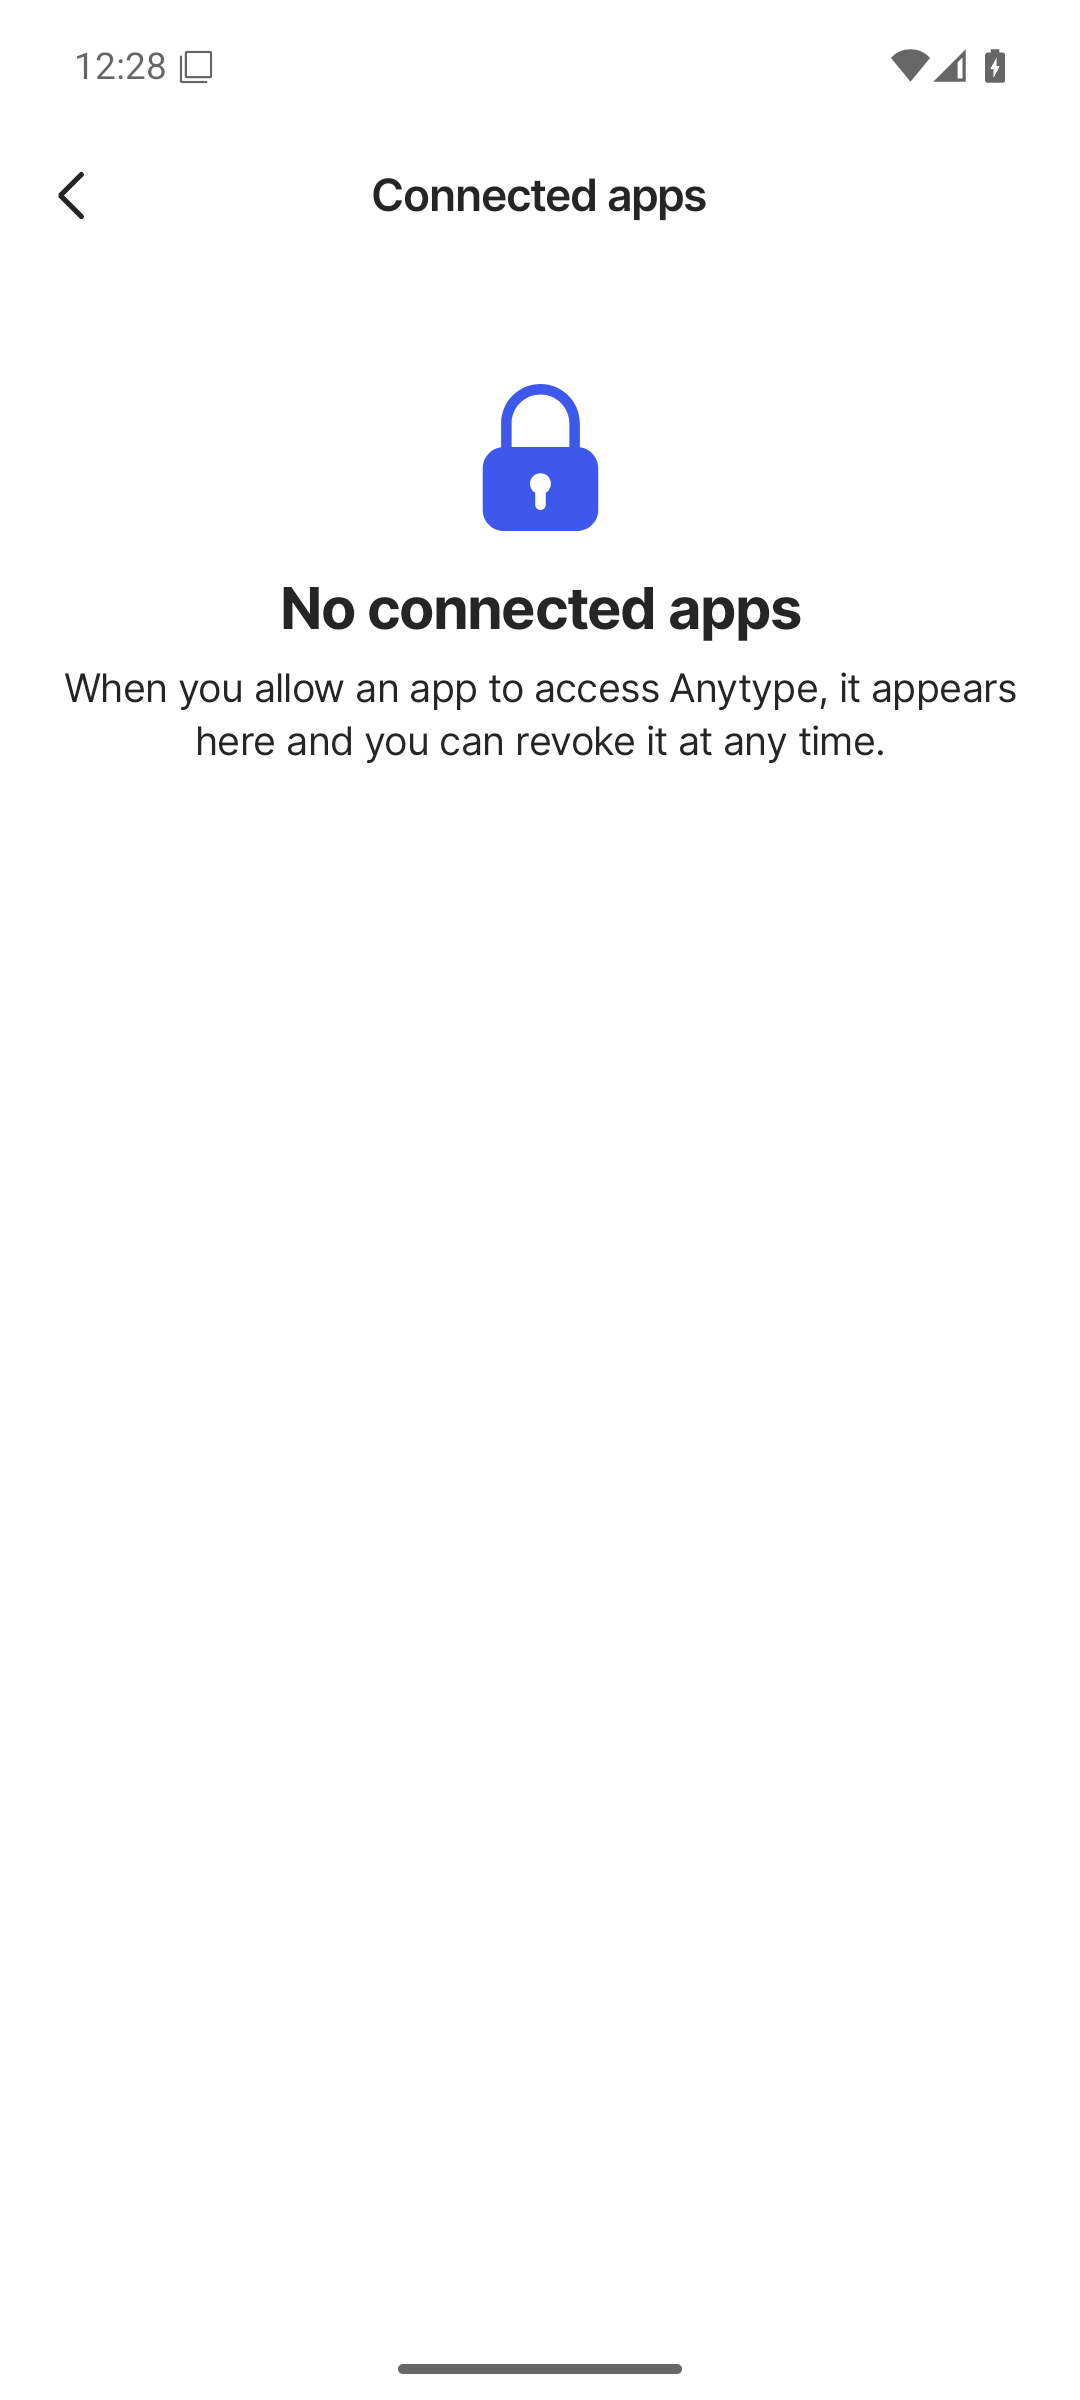 12:28
Connected apps
No connected apps
When you allow an app to access Anytype, it appears
here and you can revoke it at any time.